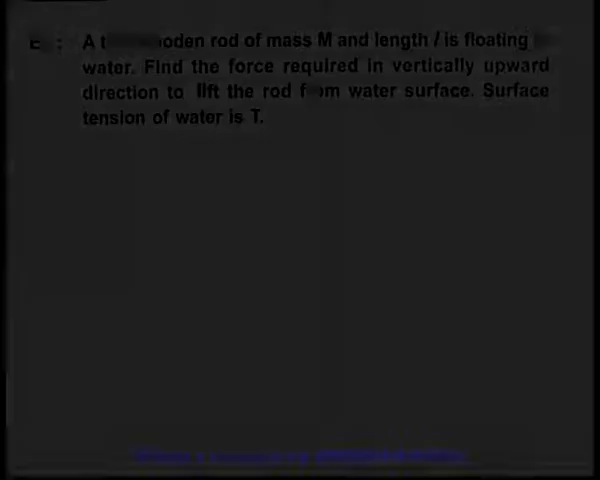 A t oden rod of mass M and length l is floating
water. Find the force required in vertically upward
direction to lift the rod from water surface. Surface
tension of water is T.